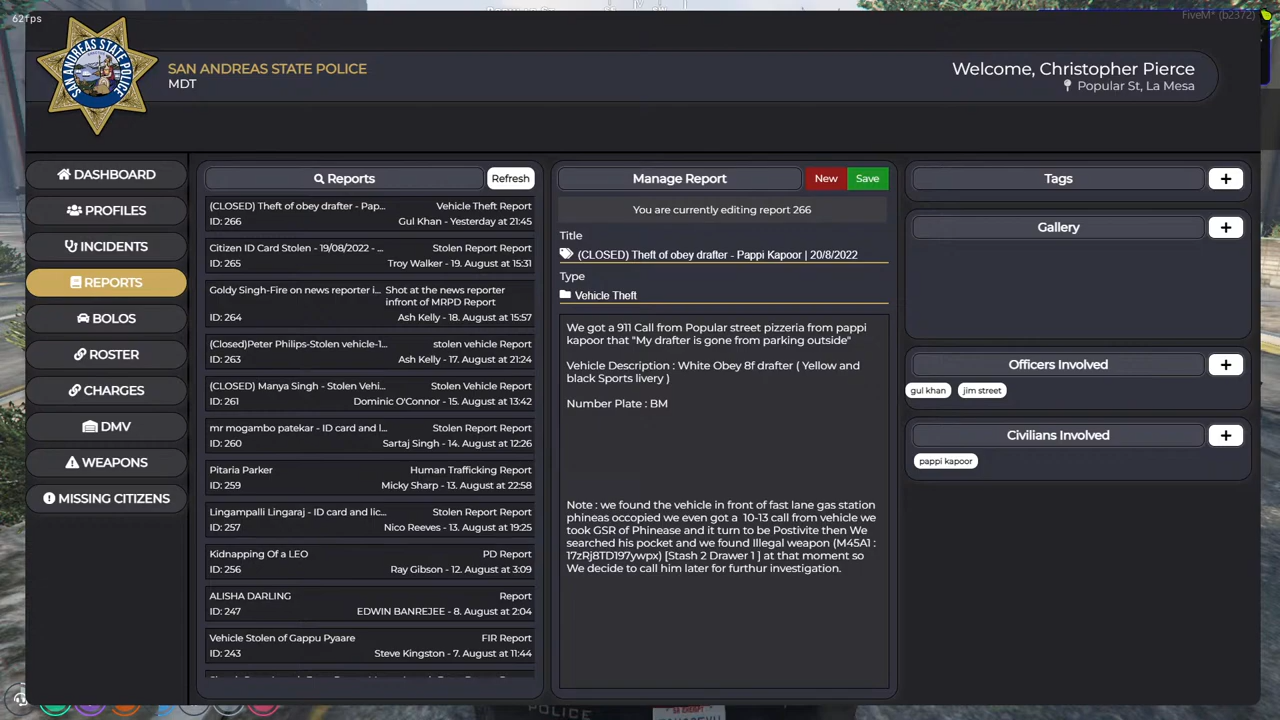 62fps
FiveM* (b2372)
SAN ANDREAS STATE POLICE
SAN ANDREAS STATE POLICE
MDT
Welcome, Christopher Pierce
Popular St, La Mesa
DASHBOARD
PROFILES
INCIDENTS
REPORTS
BOLOS
ROSTER
CHARGES
DMV
WEAPONS
MISSING CITIZENS
Reports
Refresh
(CLOSED) Theft of obey drafter - Pap... Vehicle Theft Report
ID: 266 Gul Khan - Yesterday at 21:45
Citizen ID Card Stolen - 19/08/2022 - ... Stolen Report Report
ID: 265 Troy Walker - 19. August at 15:31
Goldy Singh-Fire on news reporter i... Shot at the news reporter
infront of MRPD Report
ID: 264 Ash Kelly - 18. August at 15:57
(Closed)Peter Philips-Stolen vehicle-1... stolen vehicle Report
ID: 263 Ash Kelly - 17. August at 21:24
(CLOSED) Manya Singh - Stolen Vehi... Stolen Vehicle Report
ID: 261 Dominic O'Connor - 15. August at 13:42
mr mogambo patekar - ID card and l... Stolen Report Report
ID: 260 Sartaj Singh - 14. August at 12:26
Pitaria Parker Human Trafficking Report
ID: 259 Micky Sharp - 13. August at 22:58
Lingampalli Lingaraj - ID card and lic... Stolen Report Report
ID: 257 Nico Reeves - 13. August at 19:25
Kidnapping Of a LEO PD Report
ID: 256 Ray Gibson - 12. August at 3:09
ALISHA DARLING Report
ID: 247 EDWIN BANREJEE - 8. August at 2:04
Vehicle Stolen of Gappu Pyaare FIR Report
ID: 243 Steve Kingston - 7. August at 11:44
Manage Report
New
Save
You are currently editing report 266
Title
(CLOSED) Theft of obey drafter - Pappi Kapoor | 20/8/2022
Type
Vehicle Theft
We got a 911 Call from Popular street pizzeria from pappi
kapoor that "My drafter is gone from parking outside"
Vehicle Description : White Obey 8f drafter ( Yellow and
black Sports livery )
Number Plate : BM
Note : we found the vehicle in front of fast lane gas station
phineas occopied we even got a 10-13 call from vehicle we
took GSR of Phinease and it turn to be Postivite then We
searched his pocket and we found Illegal weapon (M45A1 :
17zRj8TD197ywpx) [Stash 2 Drawer 1 ] at that moment so
We decide to call him later for furthur investigation.
Tags
+
Gallery
+
Officers Involved
+
gul khan
jim street
Civilians Involved
+
pappi kapoor
POLICE